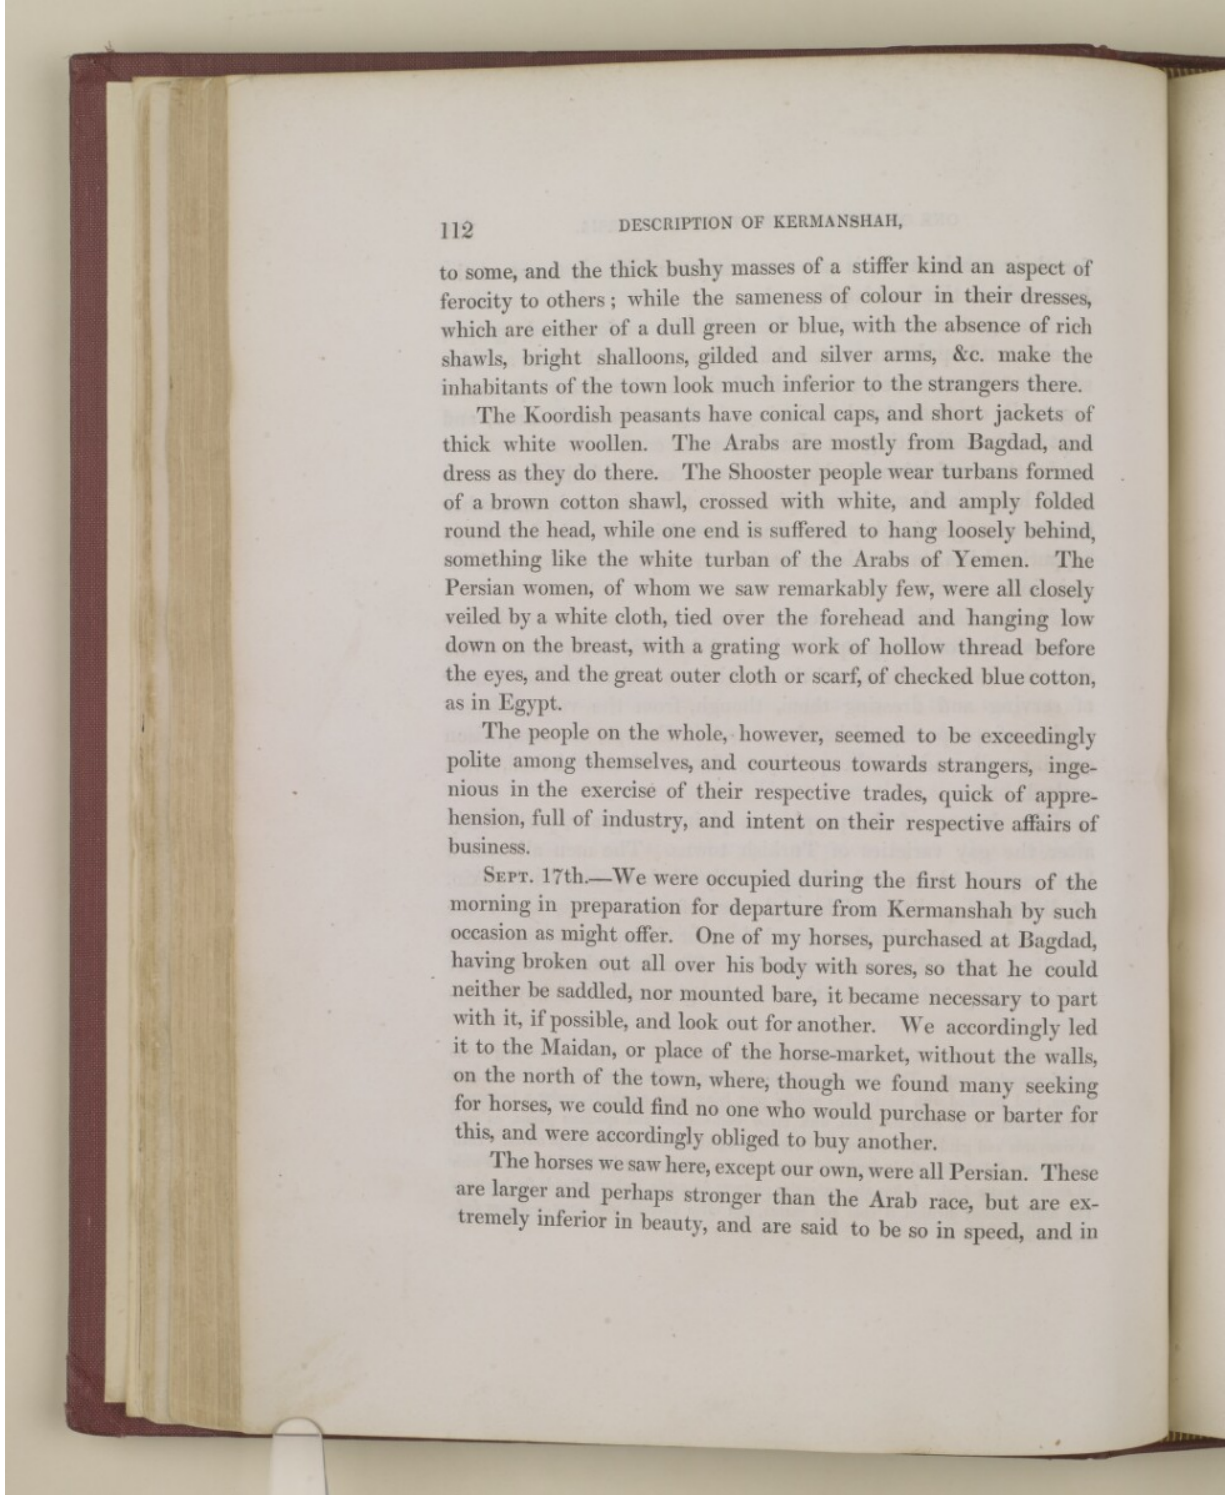 112
DESCRIPTION OF KERMANSHAH,
to some, and the thick bushy masses of a stiffer kind an aspect of
ferocity to others; while the sameness of colour in their dresses,
which are either of a dull green or blue, with the absence of rich
shawls, bright shalloons, gilded and silver arms, &c. make the
inhabitants of the town look much inferior to the strangers there.
The Koordish peasants have conical caps, and short jackets of
thick white woollen. The Arabs are mostly from Bagdad, and
dress as they do there. The Shooster people wear turbans formed
of a brown cotton shawl, crossed with white, and amply folded
round the head, while one end is suffered to hang loosely behind,
something like the white turban of the Arabs of Yemen. The
Persian women, of whom we saw remarkably few, were all closely
veiled by a white cloth, tied over the forehead and hanging low
down on the breast, with a grating work of hollow thread before
the eyes, and the great outer cloth or scarf, of checked blue cotton,
as in Egypt.
The people on the whole, however, seemed to be exceedingly
polite among themselves, and courteous towards strangers, inge-
nious in the exercise of their respective trades, quick of appre-
hension, full of industry, and intent on their respective affairs of
business.
SEPT. 17th.—We were occupied during the first hours of the
morning in preparation for departure from Kermanshah by such
occasion as might offer. One of my horses, purchased at Bagdad,
having broken out all over his body with sores, so that he could
neither be saddled, nor mounted bare, it became necessary to part
with it, if possible, and look out for another. We accordingly led
it to the Maidan, or place of the horse-market, without the walls,
on the north of the town, where, though we found many seeking
for horses, we could find no one who would purchase or barter for
this, and were accordingly obliged to buy another.
The horses we saw here, except our own, were all Persian. These
are larger and perhaps stronger than the Arab race, but are ex-
tremely inferior in beauty, and are said to be so in speed, and in